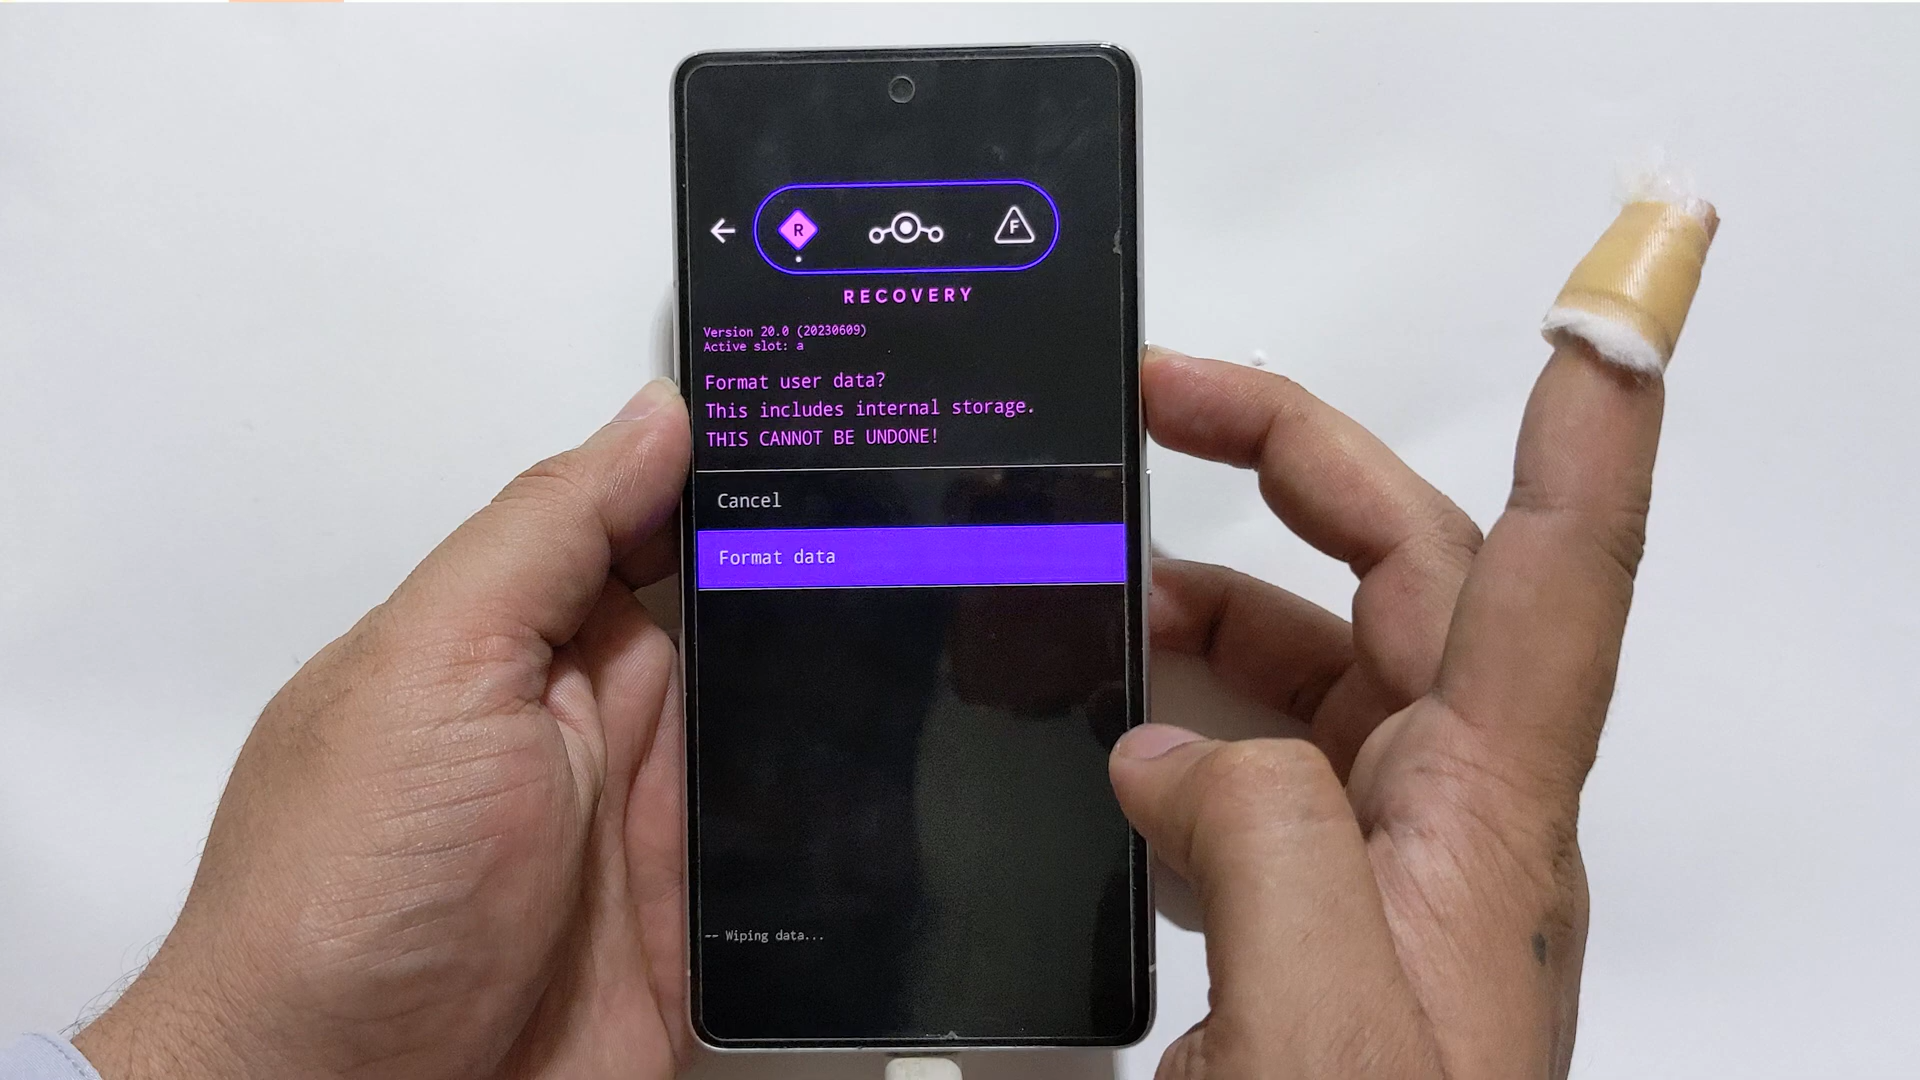 R
F
RECOVERY
Version 20.0 (20230609)
Active slot: a
Format user data?
This includes internal storage.
THIS CANNOT BE UNDONE!
Cancel
Format data
-- Wiping data...